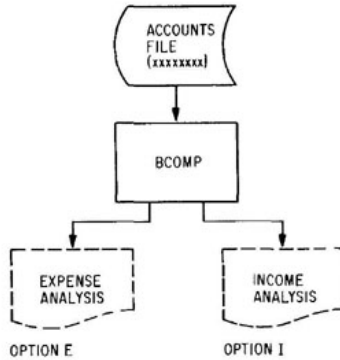 ACCOUNTS
FILE
(xxxxxxxx)
BCOMP
EXPENSE
ANALYSIS
INCOME
ANALYSIS
OPTION E
OPTION I